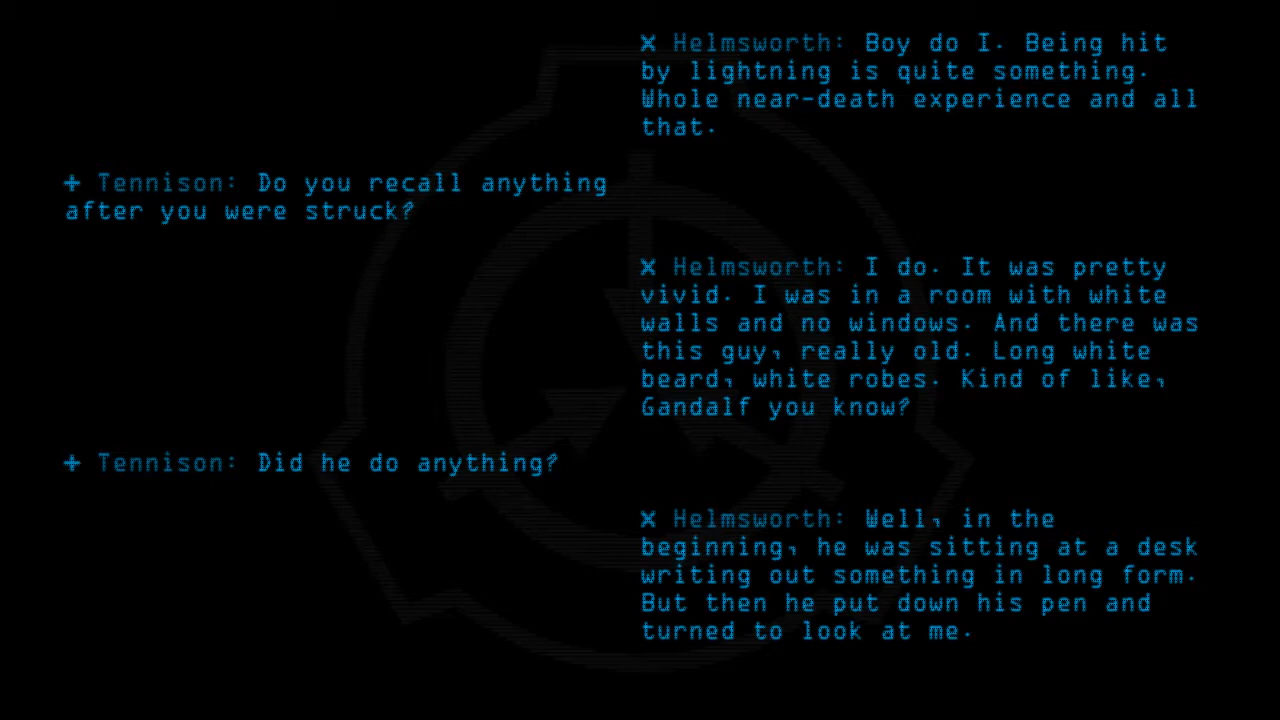 x Helmsworth: Boy do I. Being hit
by lightning is quite something.
Whole near-death experience and all
that.
+ Tennison: Do you recall anything
after you were struck?
x Helmsworth: I do. It was pretty
vivid. I was in a room with white
walls and no windows. And there was
this guy, really old. Long white
beard, white robes. Kind of like,
Gandalf you know?
+ Tennison: Did he do anything?
x Helmsworth: Well, in the
beginning, he was sitting at a desk
writing out something in long form.
But then he put down his pen and
turned to look at me.